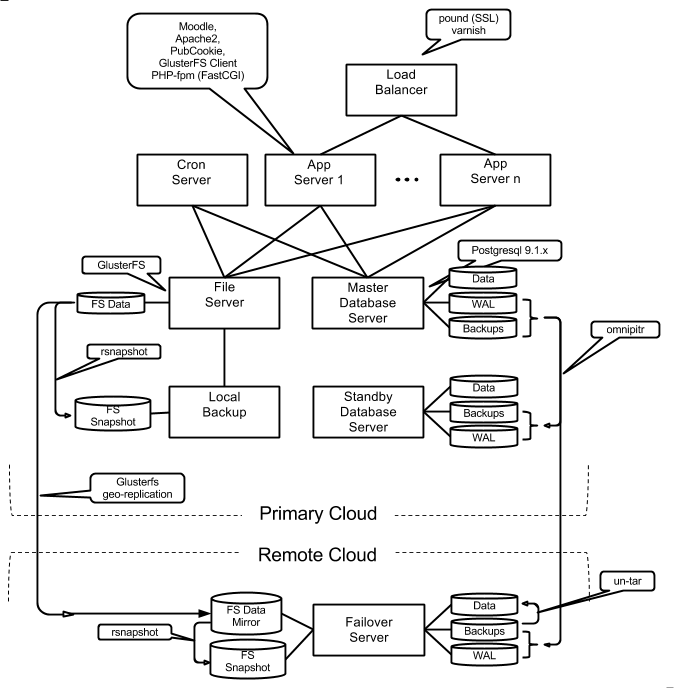 pound (SSL)
varnish
Moodle,
Apache2,
PubCookie,
GlusterFS Client
PHP-fpm (FastCGI)
Load
Balancer
Cron
Server
App
Server 1
App
Server n
GlusterFS
Postgresql 9.1.x
FS Data
File
Server
Master
Database
Server
Data
WAL
Backups
omnipitr
rsnapshot
FS
Snapshot
Local
Backup
Standby
Database
Server
Data
Backups
WAL
Glusterfs
geo-replication
Primary Cloud
Remote Cloud
un-tar
FS Data
Mirror
rsnapshot
FS
Snapshot
Failover
Server
Data
Backups
WAL